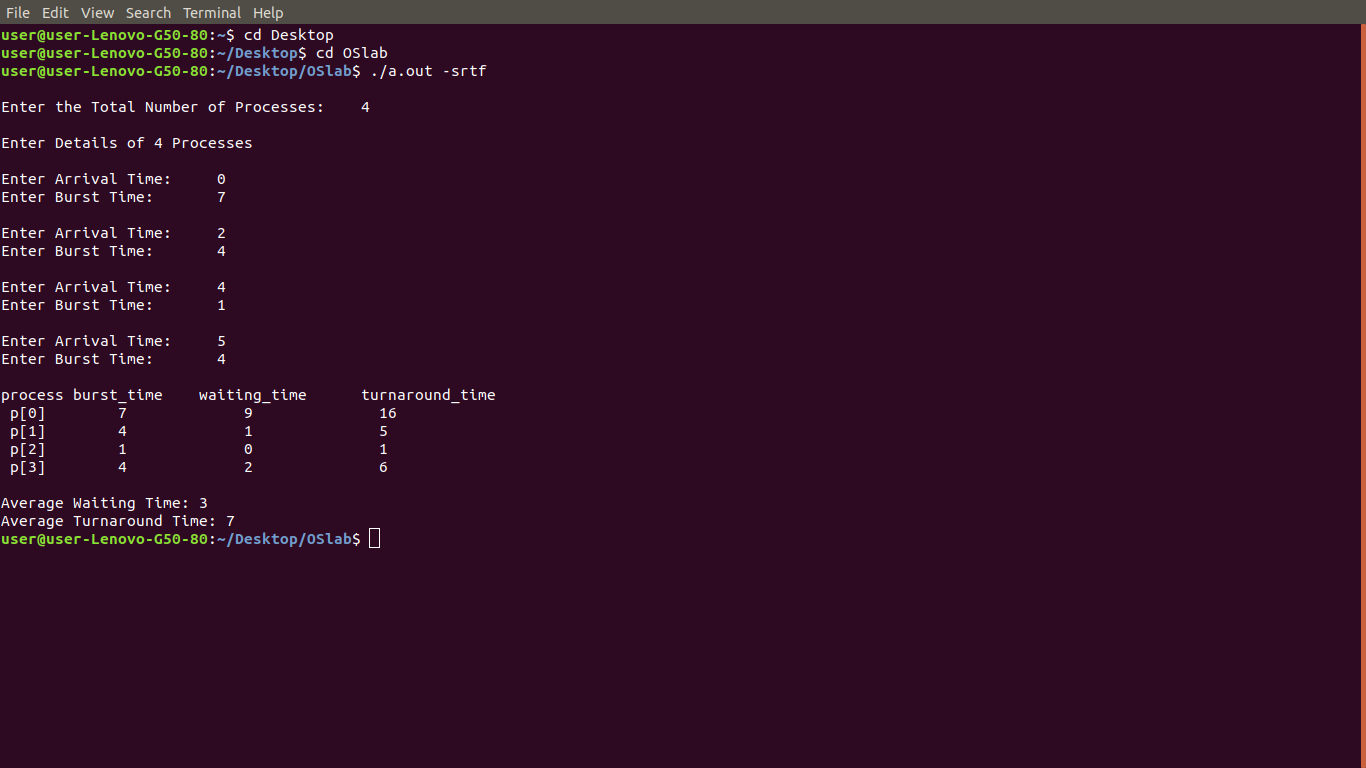 File Edit View Search Terminal Help
user@user-Lenovo-G50-80:~$ cd Desktop
user@user-Lenovo-G50-80:~/Desktop$ cd OSlab
user@user-Lenovo-G50-80:~/Desktop/OSlab$ ./a.out -srtf
Enter the Total Number of Processes:    4
Enter Details of 4 Processes
Enter Arrival Time:     0
Enter Burst Time:       7
Enter Arrival Time:     2
Enter Burst Time:       4
Enter Arrival Time:     4
Enter Burst Time:       1
Enter Arrival Time:     5
Enter Burst Time:       4
process burst_time    waiting_time      turnaround_time
 p[0]        7             9              16
 p[1]        4             1              5
 p[2]        1             0              1
 p[3]        4             2              6
Average Waiting Time: 3
Average Turnaround Time: 7
user@user-Lenovo-G50-80:~/Desktop/OSlab$